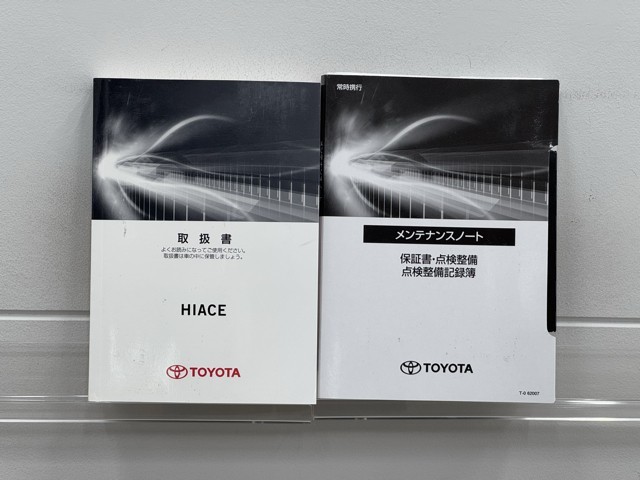 取扱書
よくお読みになってご使用ください。
取扱書は車の中に保管しましょう。
HIACE
TOYOTA
常時携行
メンテナンスノート
保証書・点検整備
点検整備記録簿
TOYOTA
T-U 62007